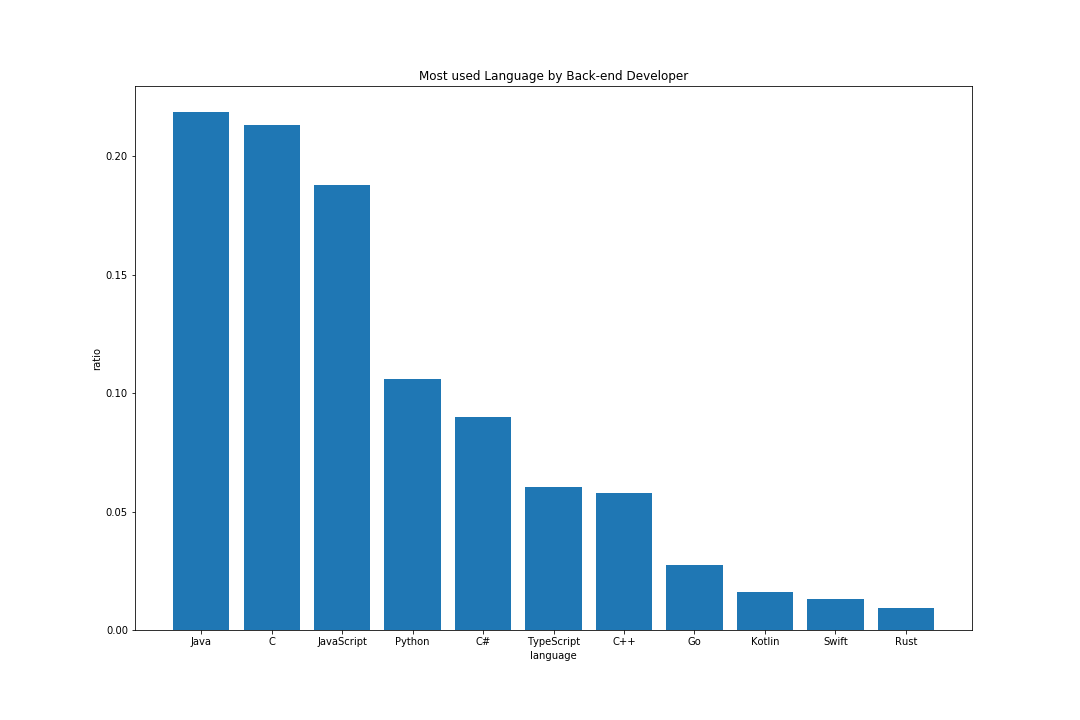 Most used Language by Back-end Developer
ratio
0.20
0.15
0.10
0.05
0.00
Java C JavaScript Python C# TypeScript C++ Go Kotlin Swift Rust
language